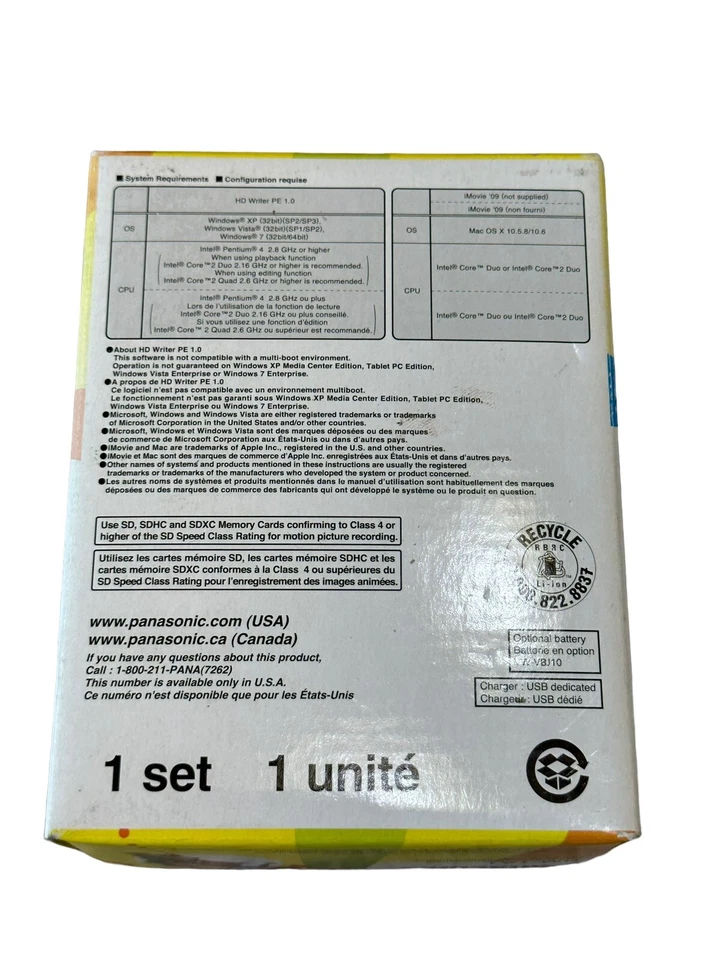 ■ System Requirements ■ Configuration requise
HD Writer PE 1.0
OS
Windows® XP (32bit)(SP2/SP3),
Windows Vista® (32bit)(SP1/SP2),
Windows® 7 (32bit/64bit)
CPU
Intel® Pentium® 4 2.8 GHz or higher
When using playback function
(Intel® Core™2 Duo 2.16 GHz or higher is recommended.
When using editing function
Intel® Core™2 Quad 2.6 GHz or higher is recommended.)
Intel® Pentium® 4 2.8 GHz ou plus
Lors de l'utilisation de la fonction de lecture
(Intel® Core™2 Duo 2.16 GHz ou plus conseillé.
Si vous utilisez une fonction d'édition
Intel® Core™ 2 Quad 2.6 GHz ou supérieur est recommandé.)
iMovie '09 (not supplied)
iMovie '09 (non fourni)
OS
Mac OS X 10.5.8/10.6
CPU
Intel® Core™ Duo or Intel® Core™2 Duo
Intel® Core™ Duo ou Intel® Core™2 Duo
●About HD Writer PE 1.0
This software is not compatible with a multi-boot environment.
Operation is not guaranteed on Windows XP Media Center Edition, Tablet PC Edition,
Windows Vista Enterprise or Windows 7 Enterprise.
●A propos de HD Writer PE 1.0
Ce logiciel n'est pas compatible avec un environnement multiboot.
Le fonctionnement n'est pas garanti sous Windows XP Media Center Edition, Tablet PC Edition,
Windows Vista Enterprise ou Windows 7 Enterprise.
●Microsoft, Windows and Windows Vista are either registered trademarks or trademarks
of Microsoft Corporation in the United States and/or other countries.
●Microsoft, Windows et Windows Vista sont des marques déposées ou des marques
de commerce de Microsoft Corporation aux États-Unis ou dans d'autres pays.
●iMovie and Mac are trademarks of Apple Inc., registered in the U.S. and other countries.
●iMovie et Mac sont des marques de commerce d'Apple Inc. enregistrées aux États-Unis et dans d'autres pays.
●Other names of systems and products mentioned in these instructions are usually the registered
trademarks or trademarks of the manufacturers who developed the system or product concerned.
●Les autres noms de systèmes et produits mentionnés dans le manuel d'utilisation sont habituellement des marques
déposées ou des marques de commerce des fabricants qui ont développé le système ou le produit en question.
Use SD, SDHC and SDXC Memory Cards confirming to Class 4 or
higher of the SD Speed Class Rating for motion picture recording.
Utilisez les cartes mémoire SD, les cartes mémoire SDHC et les
cartes mémoire SDXC conformes à la Class 4 ou supérieures du
SD Speed Class Rating pour l'enregistrement des images animées.
RECYCLE
RBRC
Li-ion
822.8837
www.panasonic.com (USA)
www.panasonic.ca (Canada)
If you have any questions about this product,
Call : 1-800-211-PANA(7262)
This number is available only in U.S.A.
Ce numéro n'est disponible que pour les États-Unis
Optional battery
Batterie en option
Charger : USB dedicated
Chargeur : USB dédié
1 set 1 unité